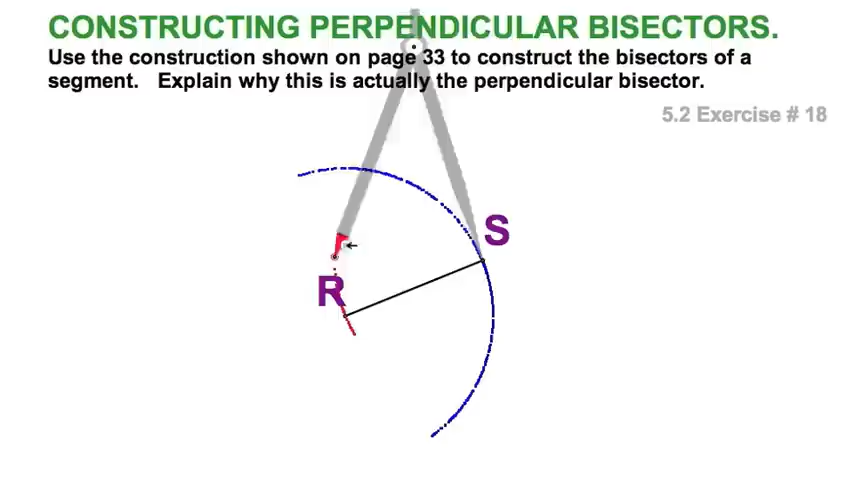 CONSTRUCTING PERPENDICULAR BISECTORS.
Use the construction shown on page 33 to construct the bisectors of a
segment. Explain why this is actually the perpendicular bisector.
5.2 Exercise # 18
S
R